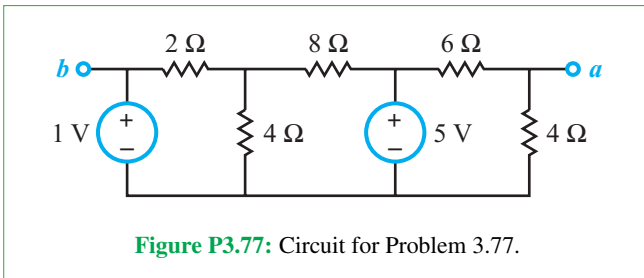 2 Ω 8 Ω 6 Ω
b a
1 V + − 4 Ω + − 5 V 4 Ω
Figure P3.77: Circuit for Problem 3.77.